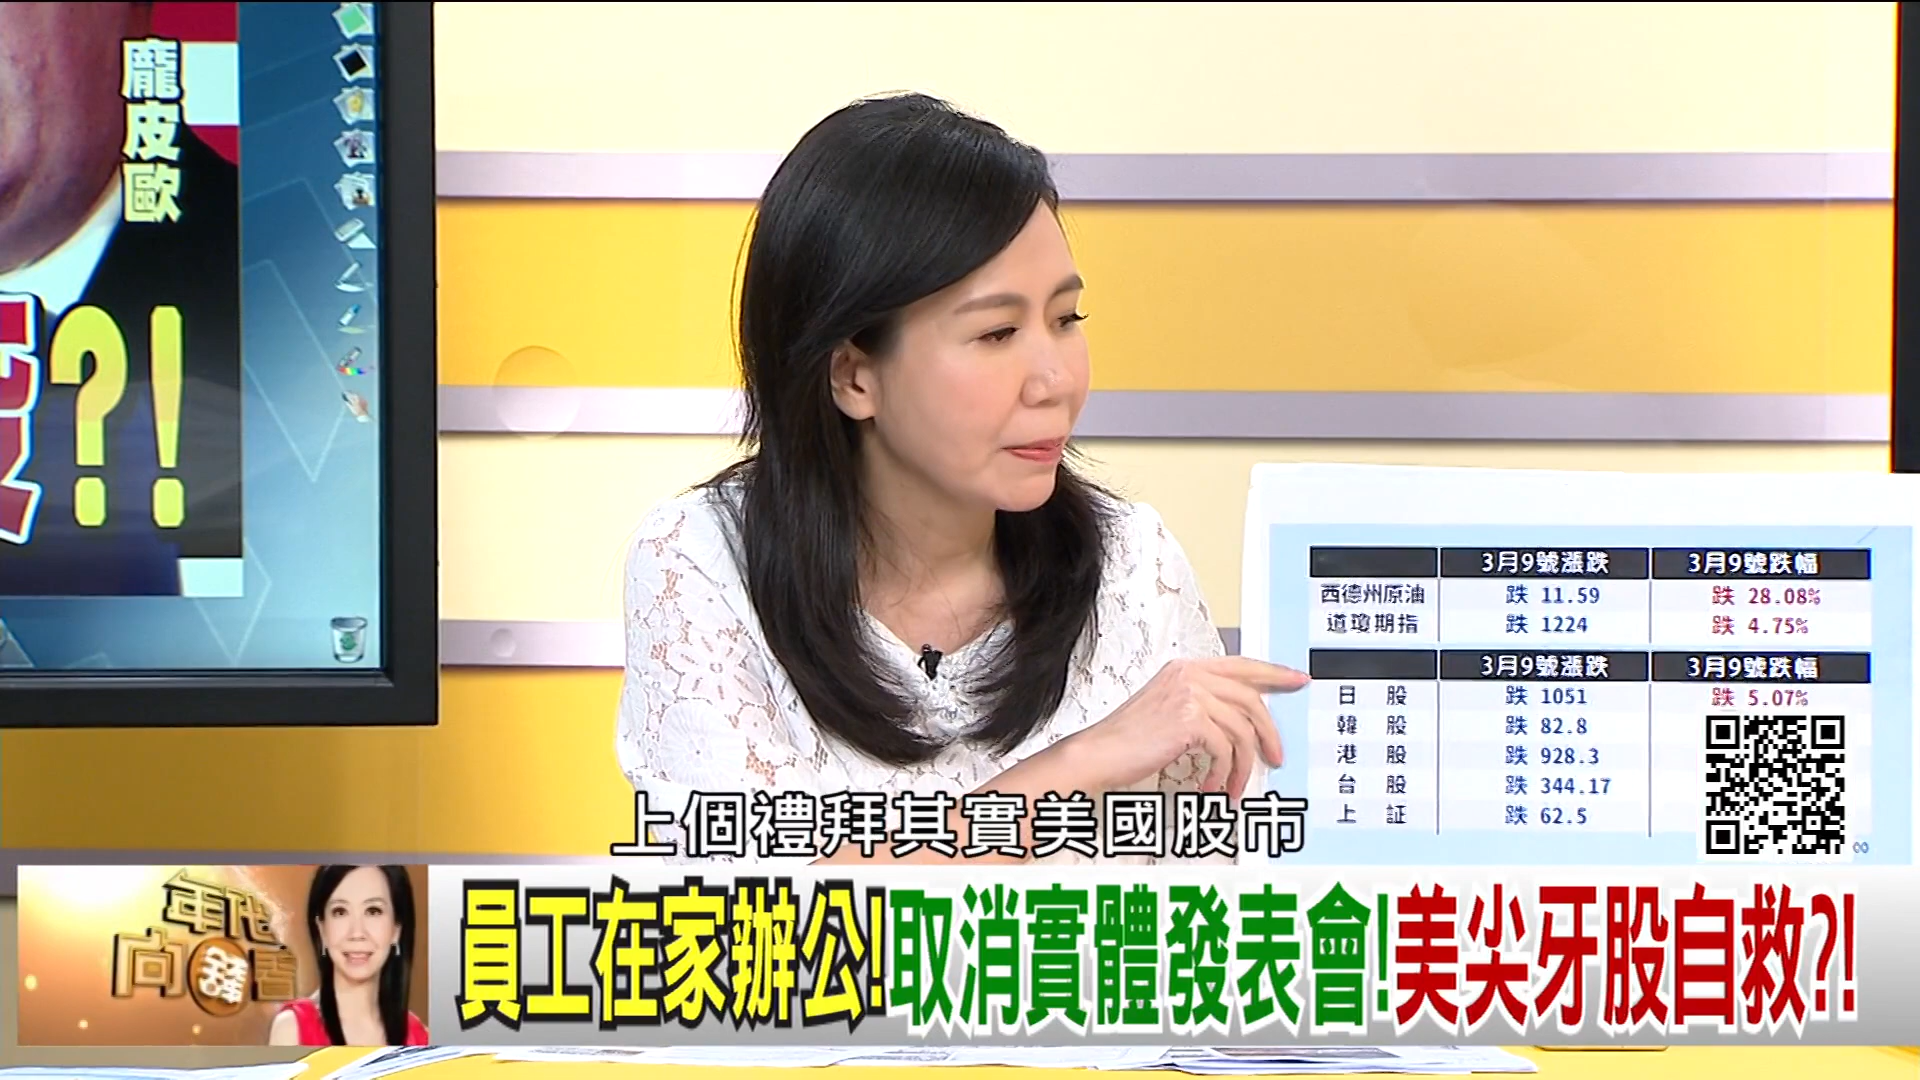 龐皮歐
?!
3月9號漲跌 3月9號跌幅
西德州原油 跌 11.59 跌 28.08%
道瓊期指 跌 1224 跌 4.75%
3月9號漲跌 3月9號跌幅
日 股 跌 1051 跌 5.07%
韓 股 跌 82.8
港 股 跌 928.3
台 股 跌 344.17
上 証 跌 62.5
上個禮拜其實美國股市
年代
向錢看
員工在家辦公!取消實體發表會!美尖牙股自救?!